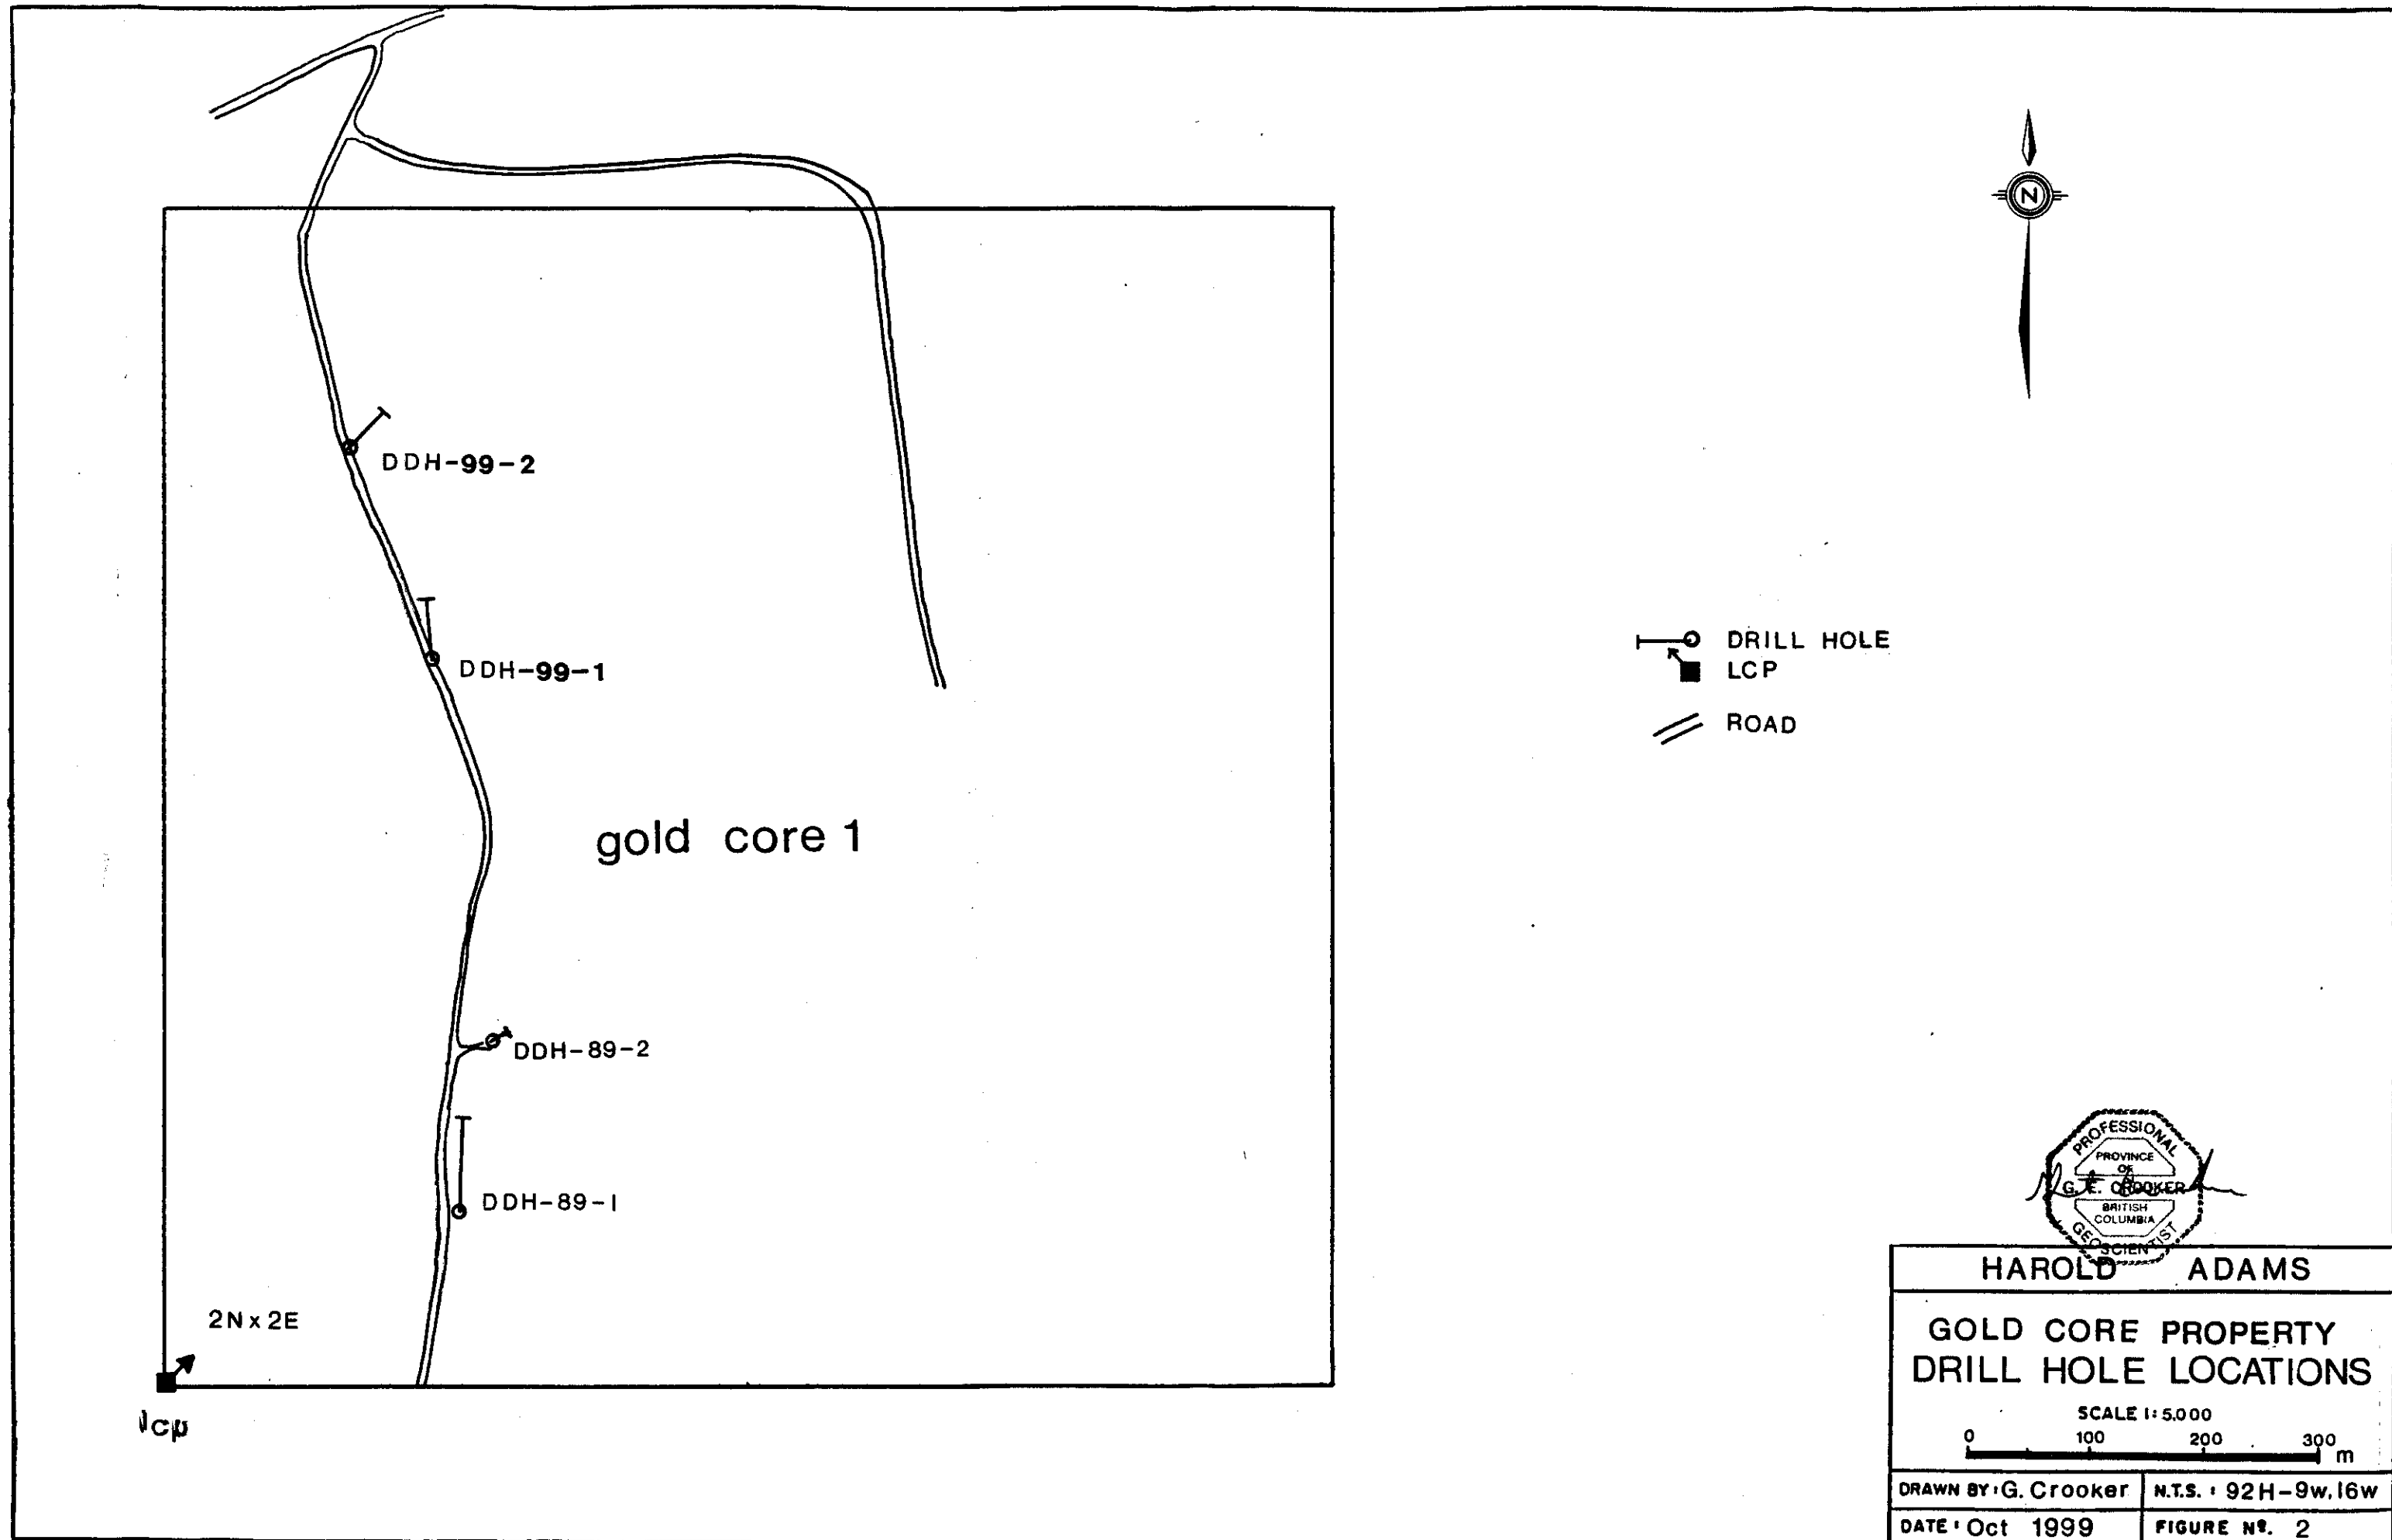 N
DDH-99-2
DDH-99-1
DRILL HOLE
LCP
ROAD
gold core 1
DDH-89-2
DDH-89-1
2N x 2E
lcp
PROFESSIONAL
PROVINCE
OF
G. E. CROOKER
BRITISH
COLUMBIA
GEOSCIENTIST
HAROLD ADAMS
GOLD CORE PROPERTY
DRILL HOLE LOCATIONS
SCALE 1:5,000
0 100 200 300 m
DRAWN BY: G. Crooker N.T.S.: 92H-9w,16w
DATE: Oct 1999 FIGURE Nº. 2